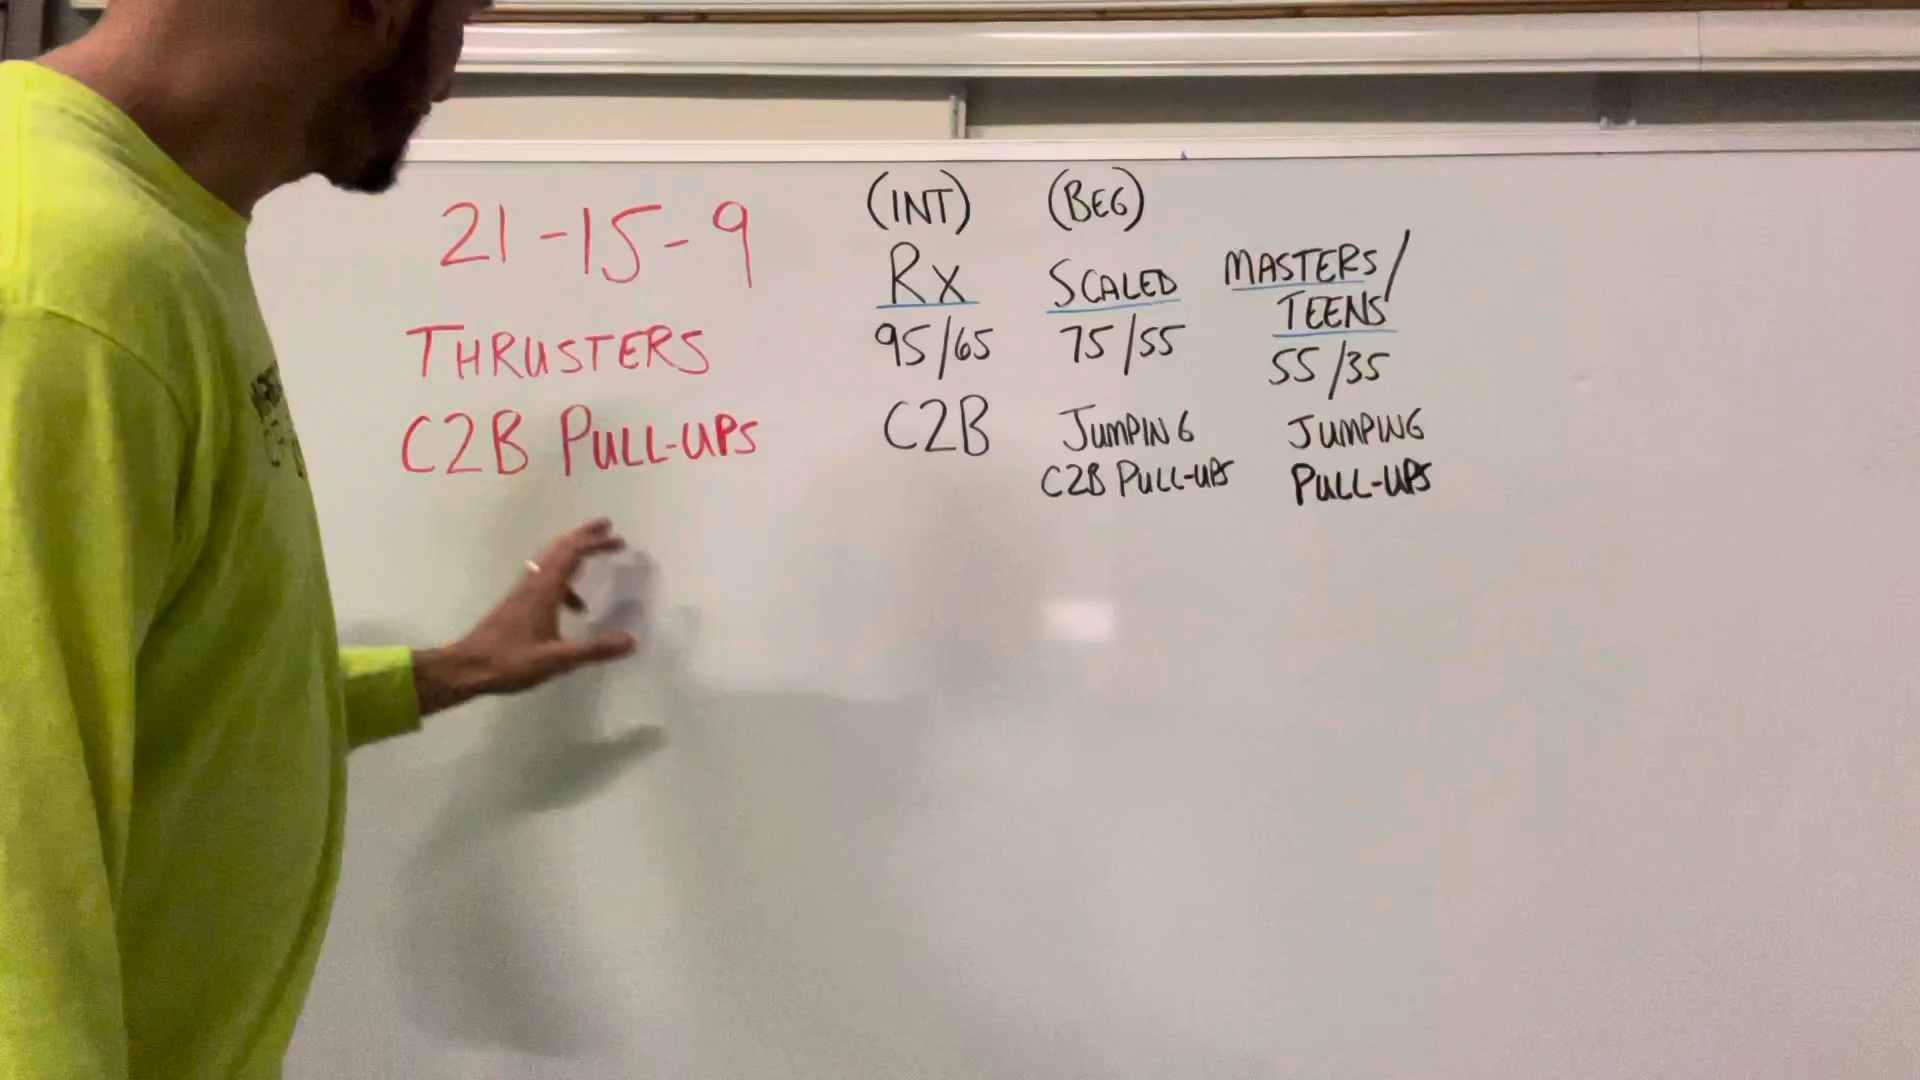 21-15-9
THRUSTERS
C2B PULL-UPS
(INT)
Rx
95/65
C2B
(BEG)
SCALED
75/55
JUMPING
C2B PULL-UPS
MASTERS/
TEENS
55/35
JUMPING
PULL-UPS